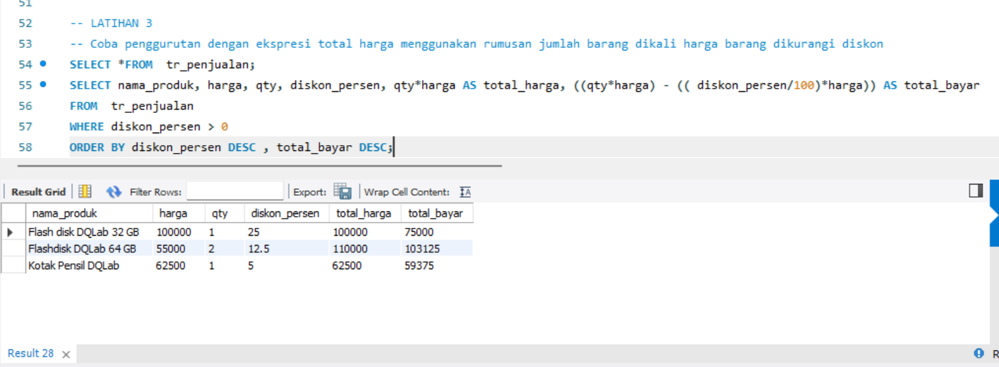 51
52 -- LATIHAN 3
53 -- Coba penggurutan dengan ekspresi total harga menggunakan rumusan jumlah barang dikali harga barang dikurangi diskon
54 SELECT *FROM tr_penjualan;
55 SELECT nama_produk, harga, qty, diskon_persen, qty*harga AS total_harga, ((qty*harga) - (( diskon_persen/100)*harga)) AS total_bayar
56 FROM tr_penjualan
57 WHERE diskon_persen > 0
58 ORDER BY diskon_persen DESC , total_bayar DESC;
Result Grid Filter Rows: Export: Wrap Cell Content: IA
nama_produk harga qty diskon_persen total_harga total_bayar
Flash disk DQLab 32 GB 100000 1 25 100000 75000
Flashdisk DQLab 64 GB 55000 2 12.5 110000 103125
Kotak Pensil DQLab 62500 1 5 62500 59375
Result 28 × R